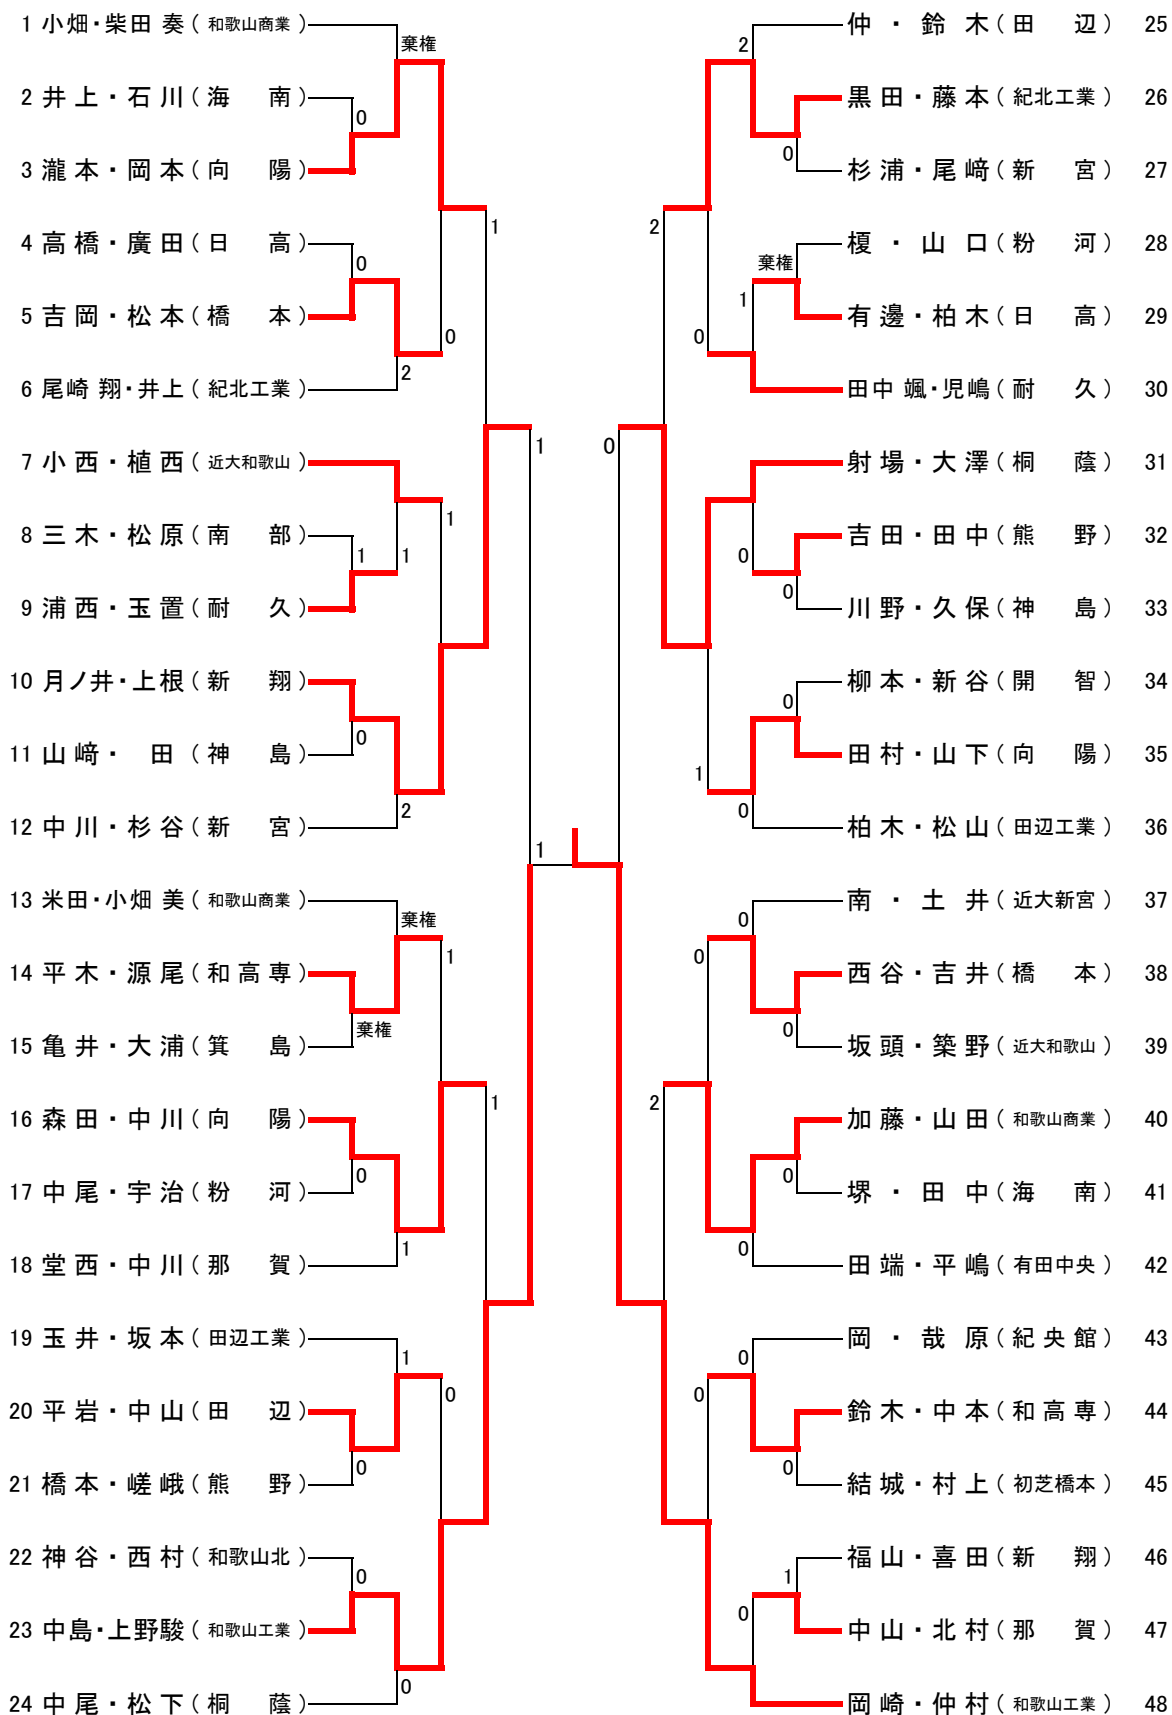 1 小畑・柴田 奏 ( 和歌山商業 )
棄権
2 井上・石川 ( 海 南 )
0
3 瀧本・岡本 ( 向 陽 )
1
4 高橋・廣田 ( 日 高 )
0
5 吉岡・松本 ( 橋 本 )
0
2
6 尾崎 翔・井上 ( 紀北工業 )
1
7 小西・植西 ( 近大和歌山 )
1
8 三木・松原 ( 南 部 )
1 1
9 浦西・玉置 ( 耐 久 )
10 月ノ井・上根 ( 新 翔 )
0
11 山﨑・ 田 ( 神 島 )
2
12 中川・杉谷 ( 新 宮 )
1
13 米田・小畑 美 ( 和歌山商業 )
棄権
1
14 平木・源尾 ( 和高専 )
棄権
15 亀井・大浦 ( 箕 島 )
1
16 森田・中川 ( 向 陽 )
0
17 中尾・宇治 ( 粉 河 )
1
18 堂西・中川 ( 那 賀 )
19 玉井・坂本 ( 田辺工業 )
1
0
20 平岩・中山 ( 田 辺 )
0
21 橋本・嵯峨 ( 熊 野 )
22 神谷・西村 ( 和歌山北 )
0
23 中島・上野駿 ( 和歌山工業 )
0
24 中尾・松下 ( 桐 蔭 )
仲・鈴木 ( 田 辺 ) 25
2
黒田・藤本 ( 紀北工業 ) 26
0
杉浦・尾﨑 ( 新 宮 ) 27
2
榎・山口 ( 粉 河 ) 28
棄権
1
有邊・柏木 ( 日 高 ) 29
0
田中 颯・児嶋 ( 耐 久 ) 30
0
射場・大澤 ( 桐 蔭 ) 31
吉田・田中 ( 熊 野 ) 32
0
0
川野・久保 ( 神 島 ) 33
柳本・新谷 ( 開 智 ) 34
0
田村・山下 ( 向 陽 ) 35
1
0
柏木・松山 ( 田辺工業 ) 36
南・土井 ( 近大新宮 ) 37
0
0
西谷・吉井 ( 橋 本 ) 38
0
坂頭・築野 ( 近大和歌山 ) 39
2
加藤・山田 ( 和歌山商業 ) 40
0
堺・田中 ( 海 南 ) 41
0
田端・平嶋 ( 有田中央 ) 42
岡・哉原 ( 紀央館 ) 43
0
0
鈴木・中本 ( 和高専 ) 44
0
結城・村上 ( 初芝橋本 ) 45
福山・喜田 ( 新 翔 ) 46
1
0
中山・北村 ( 那 賀 ) 47
岡崎・仲村 ( 和歌山工業 ) 48